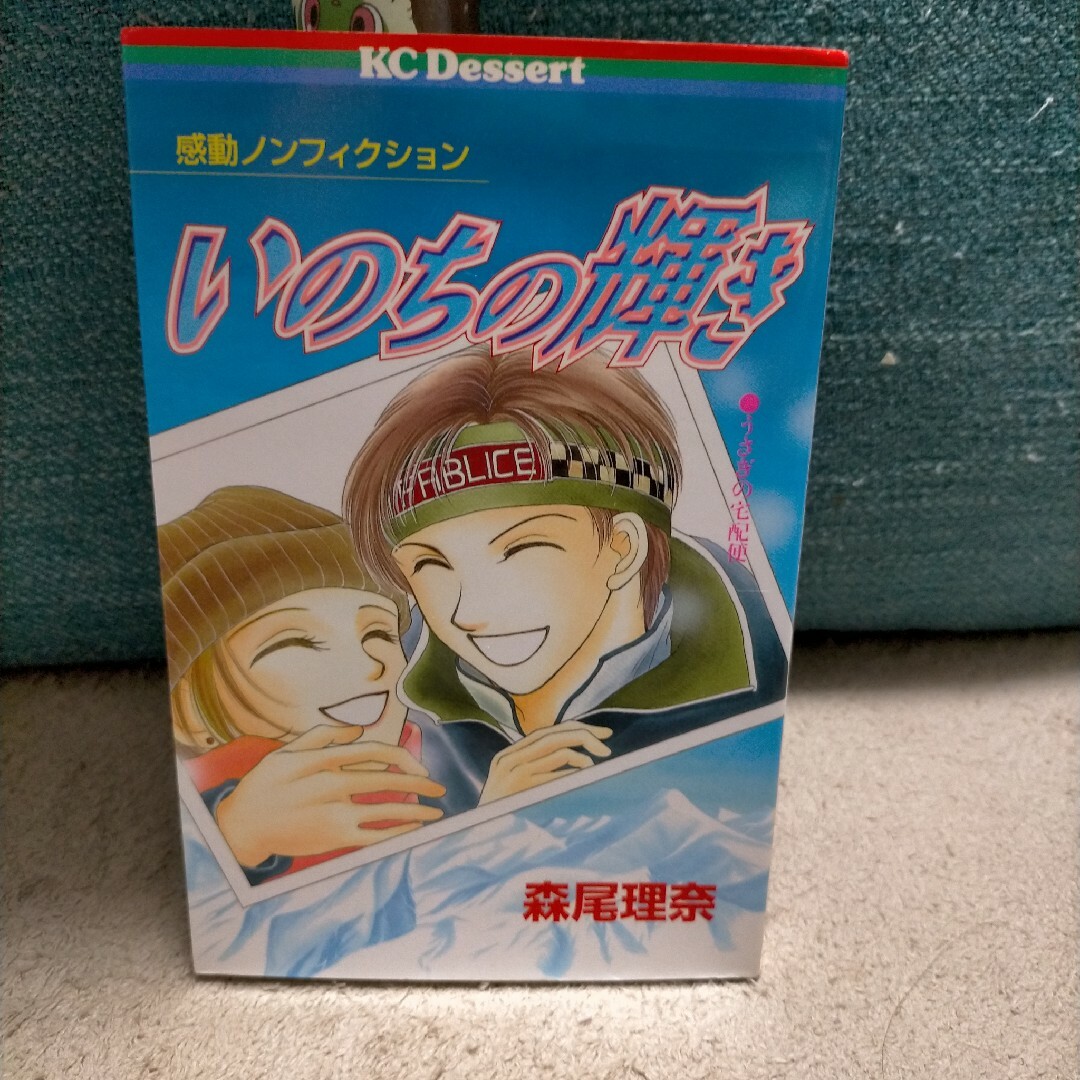 KC Dessert
感動ノンフィクション
いのちの輝き
うさぎの宅配便
BLICE
森尾理奈